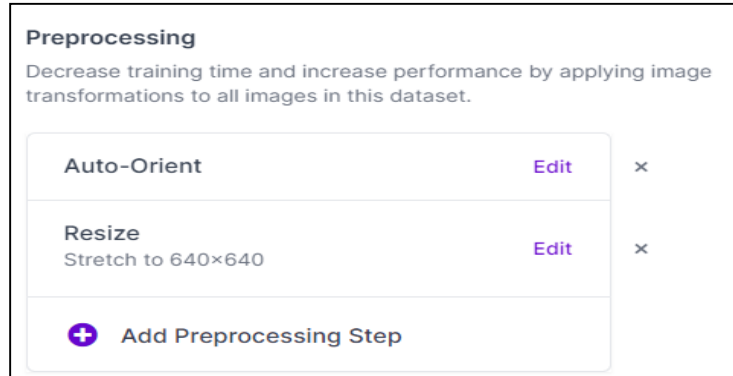 Preprocessing
Decrease training time and increase performance by applying image
transformations to all images in this dataset.
Auto-Orient Edit ×
Resize
Stretch to 640×640 Edit ×
Add Preprocessing Step